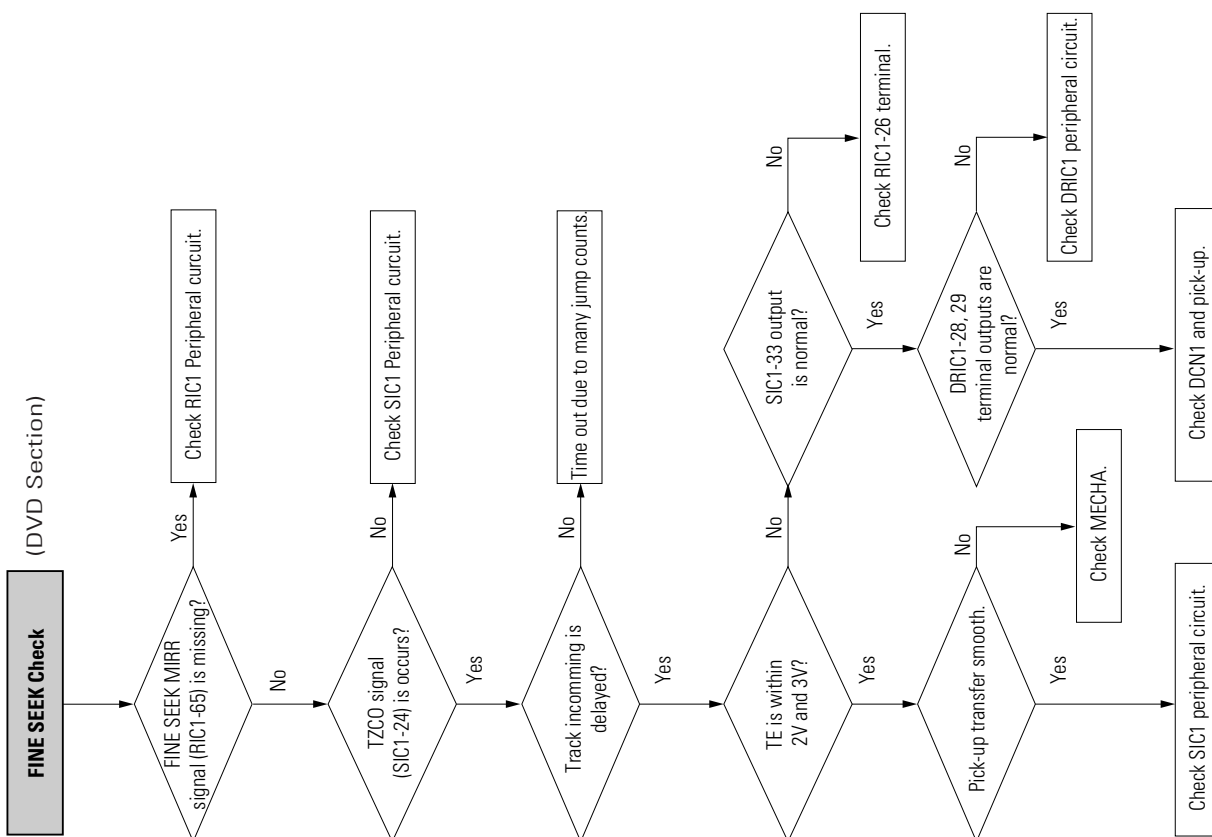 FINE SEEK Check
(DVD Section)
FINE SEEK MIRR
signal (RIC1-65) is missing?
Yes
Check RIC1 Peripheral curcuit.
No
TZCO signal
(SIC1-24) is occurs?
No
Check SIC1 Peripheral curcuit.
Yes
Track incomming is
delayed?
No
Time out due to many jump counts.
Yes
TE is within
2V and 3V?
No
SIC1-33 output
is normal?
No
Check RIC1-26 terminal.
Yes
Yes
Pick-up transfer smooth.
No
Check MECHA.
DRIC1-28, 29
terminal outputs are
normal?
No
Check DRIC1 peripheral circuit.
Yes
Yes
Check SIC1 peripheral circuit.
Check DCN1 and pick-up.